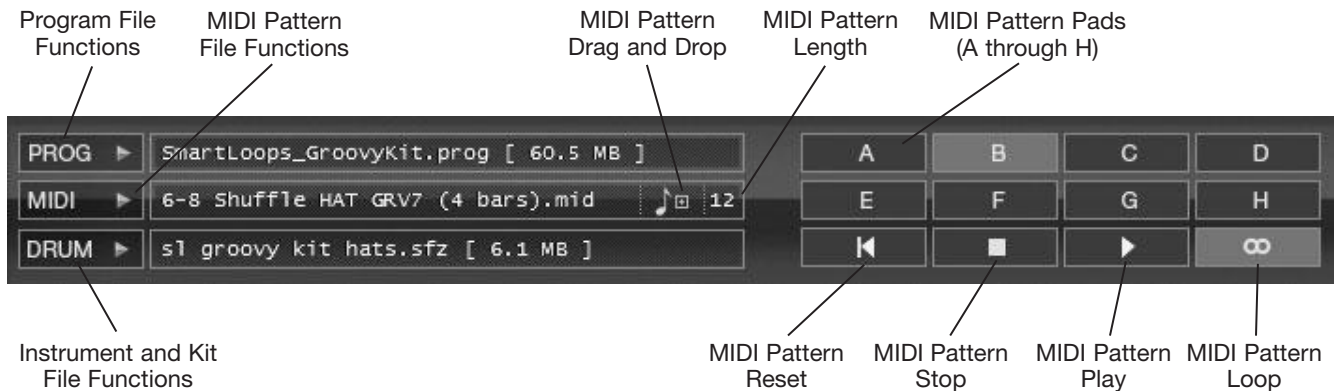 Program File
Functions
MIDI Pattern
File Functions
MIDI Pattern
Drag and Drop
MIDI Pattern
Length
MIDI Pattern Pads
(A through H)
PROG
SmartLoops_GroovyKit.prog [ 60.5 MB ]
A B C D
MIDI
6-8 Shuffle HAT GRV7 (4 bars).mid
12
E F G H
DRUM
sl groovy kit hats.sfz [ 6.1 MB ]
Instrument and Kit
File Functions
MIDI Pattern
Reset
MIDI Pattern
Stop
MIDI Pattern
Play
MIDI Pattern
Loop